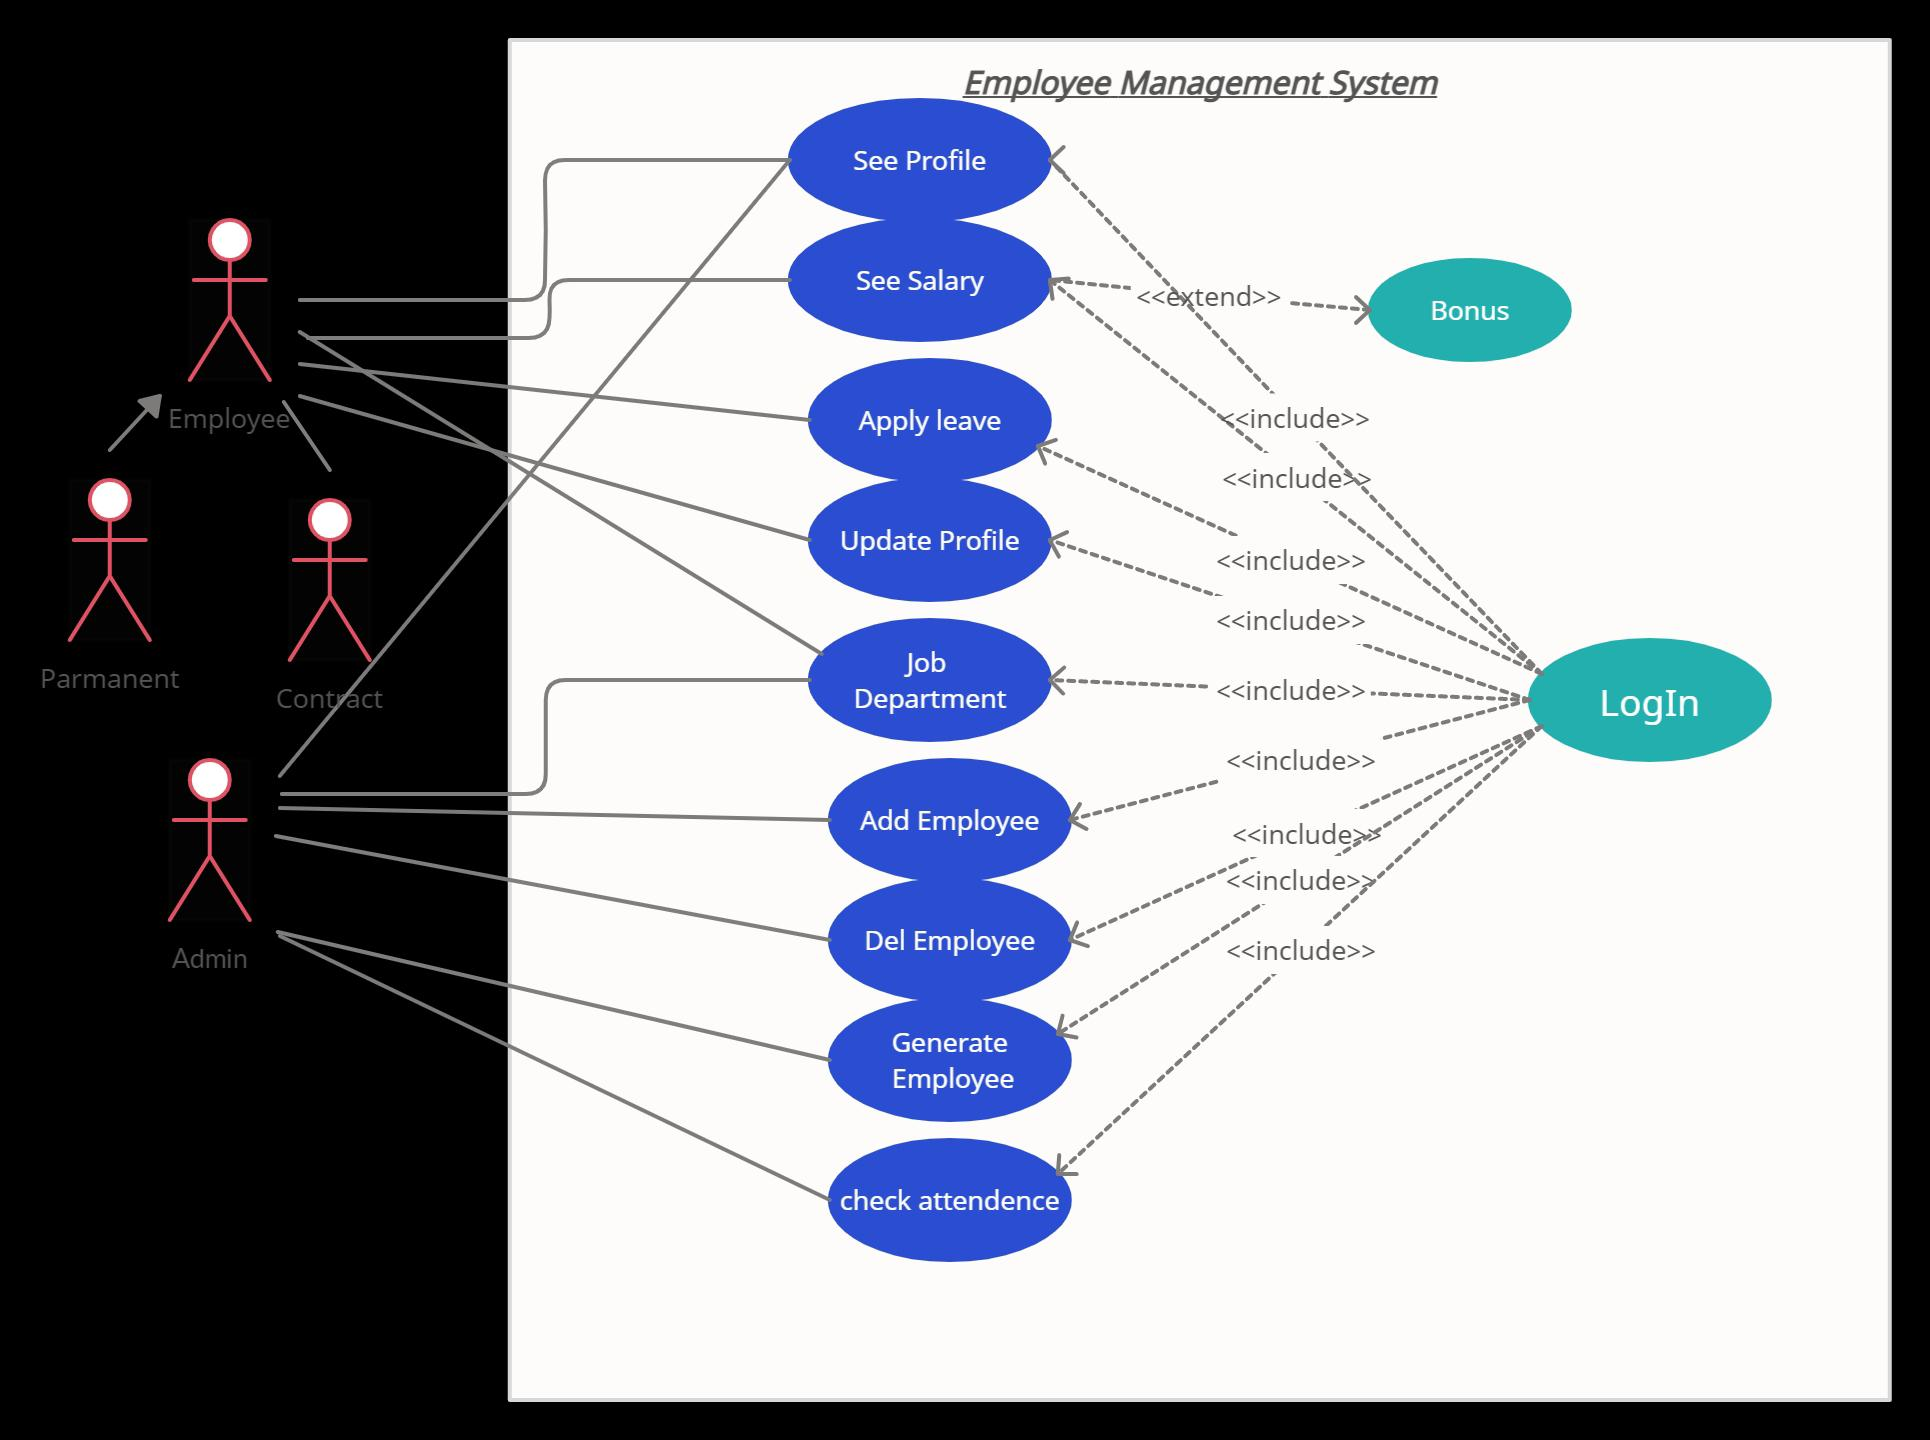 Employee Management System
See Profile
See Salary
<<extend>>
Bonus
Employee
Apply leave
<<include>>
<<include>>
Update Profile
<<include>>
<<include>>
Parmanent
Contract
Job
Department
<<include>>
LogIn
<<include>>
Add Employee
<<include>>
<<include>>
Admin
Del Employee
<<include>>
Generate
Employee
check attendence